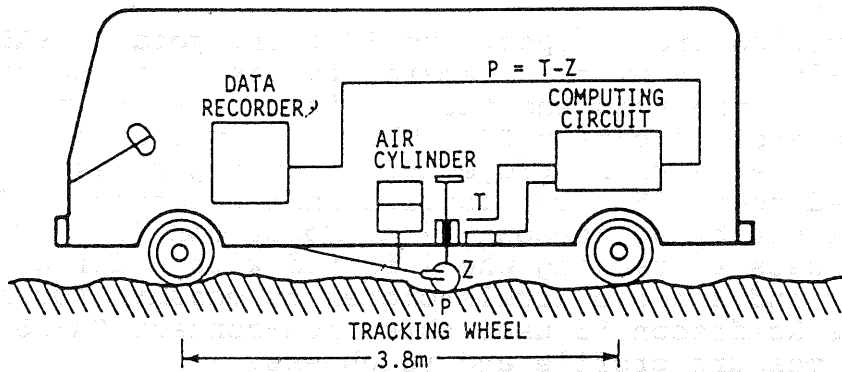 P = T-Z
DATA
RECORDER
COMPUTING
CIRCUIT
AIR
CYLINDER
T
Z
P
TRACKING WHEEL
3.8m